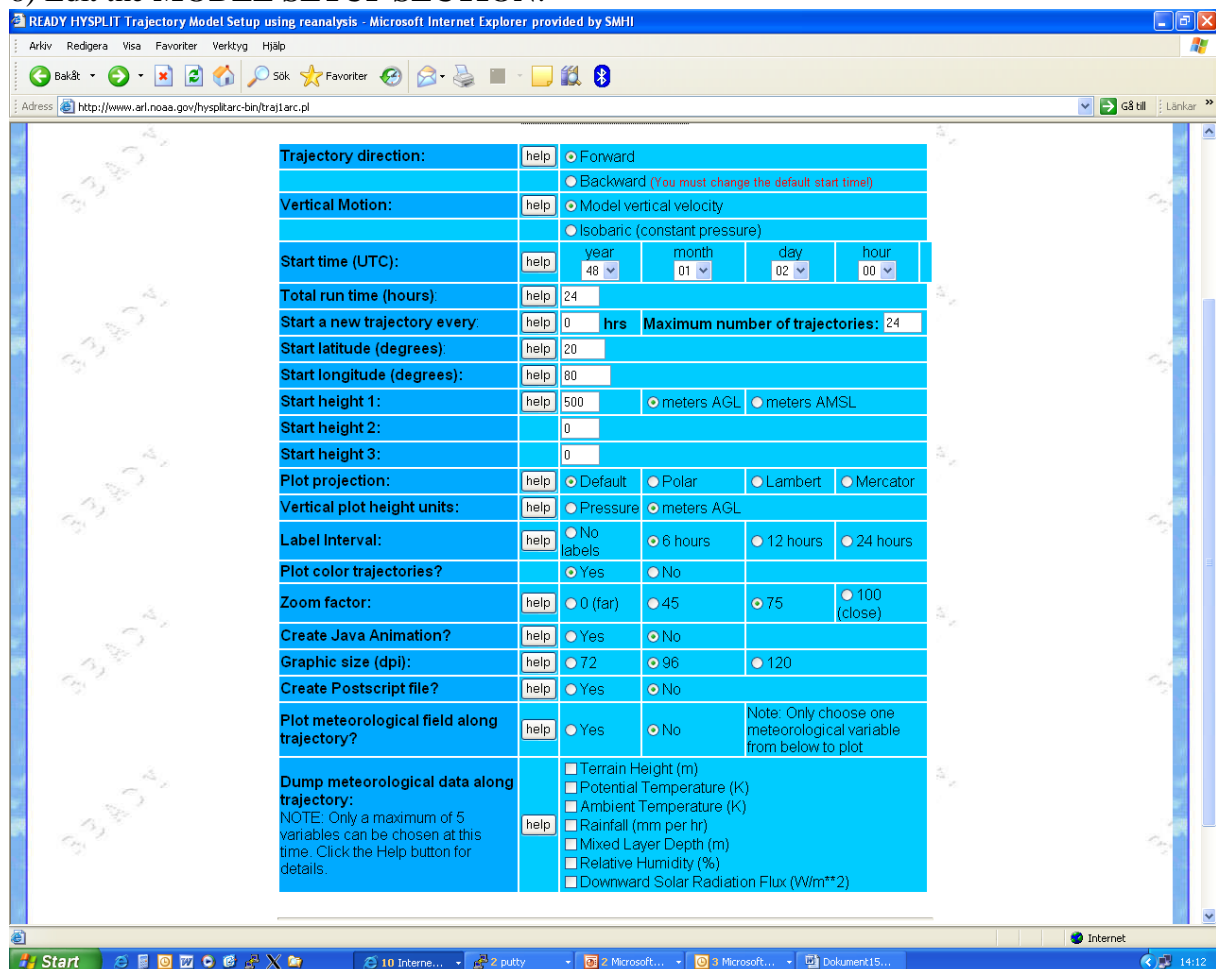 6) Edit the MODEL SETUP SECTION.
READY HYSPLIT Trajectory Model Setup using reanalysis - Microsoft Internet Explorer provided by SMHI
Arkiv Redigera Visa Favoriter Verktyg Hjälp
Bakåt Sök Favoriter
Adress http://www.arl.noaa.gov/hysplitarc-bin/traj1arc.pl Gå till Länkar »
Trajectory direction: help Forward
Backward (You must change the default start time!)
Vertical Motion: help Model vertical velocity
Isobaric (constant pressure)
year month day hour
Start time (UTC): help 48 01 02 00
Total run time (hours): help 24
Start a new trajectory every: help 0 hrs Maximum number of trajectories: 24
Start latitude (degrees): help 20
Start longitude (degrees): help 80
Start height 1: help 500 meters AGL meters AMSL
Start height 2: 0
Start height 3: 0
Plot projection: help Default Polar Lambert Mercator
Vertical plot height units: help Pressure meters AGL
Label Interval: help No labels 6 hours 12 hours 24 hours
Plot color trajectories? Yes No
Zoom factor: help 0 (far) 45 75 100 (close)
Create Java Animation? help Yes No
Graphic size (dpi): help 72 96 120
Create Postscript file? help Yes No
Plot meteorological field along trajectory? help Yes No Note: Only choose one meteorological variable from below to plot
Dump meteorological data along trajectory:
NOTE: Only a maximum of 5 variables can be chosen at this time. Click the Help button for details.
help
Terrain Height (m)
Potential Temperature (K)
Ambient Temperature (K)
Rainfall (mm per hr)
Mixed Layer Depth (m)
Relative Humidity (%)
Downward Solar Radiation Flux (W/m**2)
Internet
Start 10 Interne... 2 putty 2 Microsoft... 3 Microsoft... Dokument15... 14:12